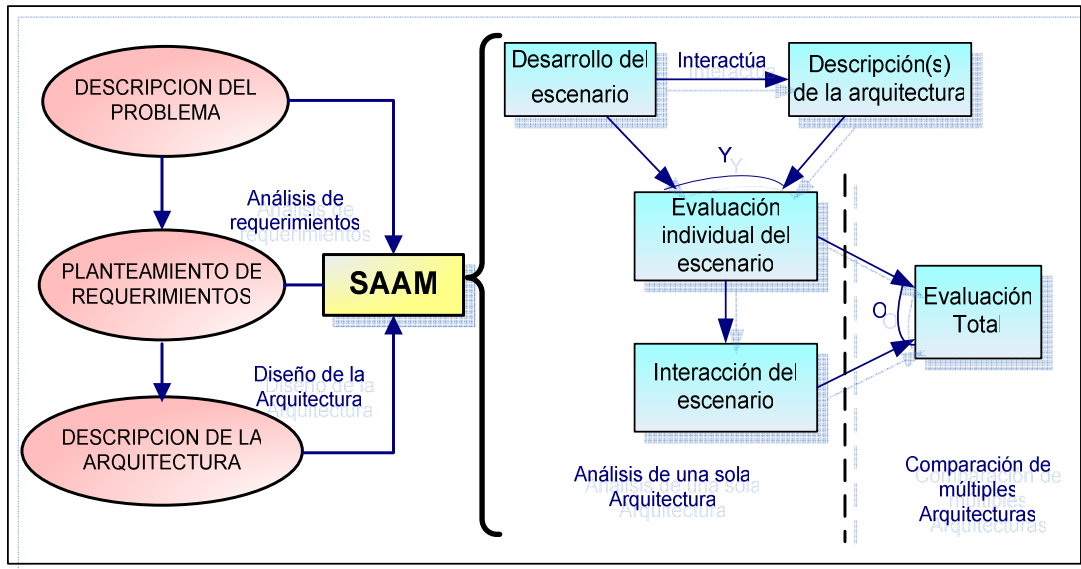 DESCRIPCION DEL
PROBLEMA
Análisis de
requerimientos
PLANTEAMIENTO DE
REQUERIMIENTOS
SAAM
Diseño de la
Arquitectura
DESCRIPCION DE LA
ARQUITECTURA
Desarrollo del
escenario
Interactúa
Descripción(s)
de la arquitectura
Y
Evaluación
individual del
escenario
O
Evaluación
Total
Interacción del
escenario
Análisis de una sola
Arquitectura
Comparación de
múltiples
Arquitecturas